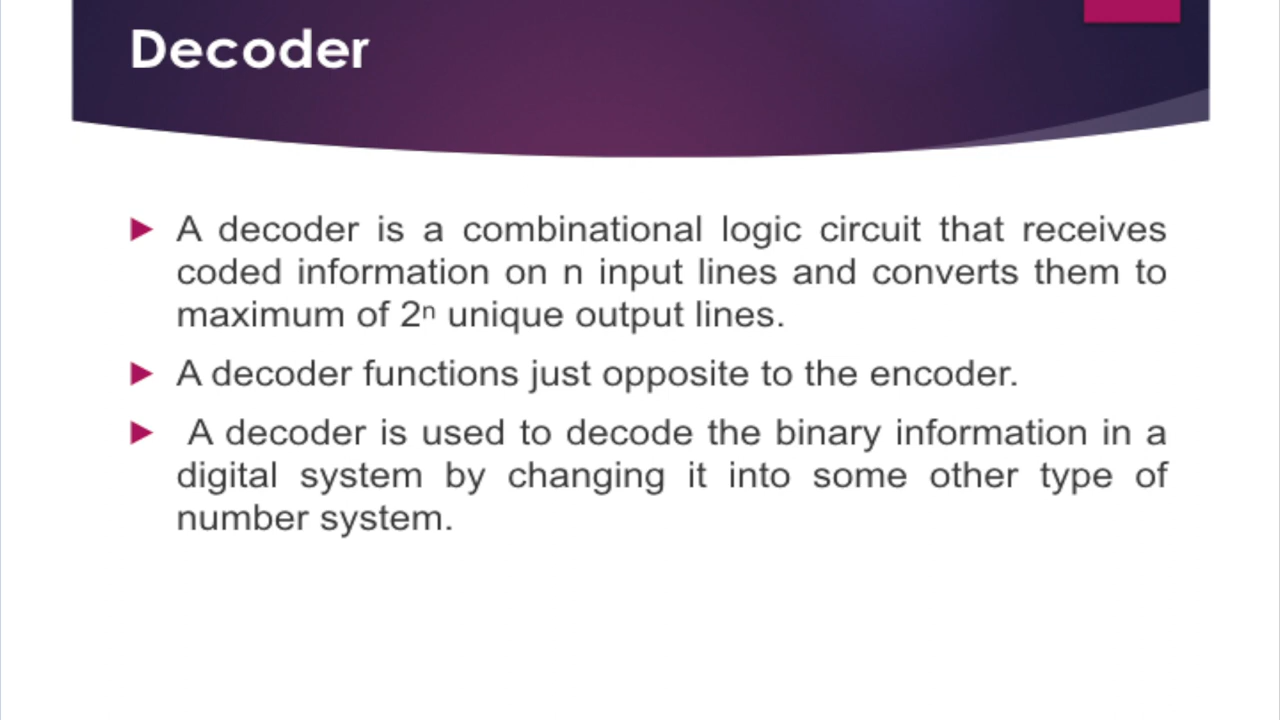 Decoder
A decoder is a combinational logic circuit that receives
coded information on n input lines and converts them to
maximum of 2ⁿ unique output lines.
A decoder functions just opposite to the encoder.
A decoder is used to decode the binary information in a
digital system by changing it into some other type of
number system.